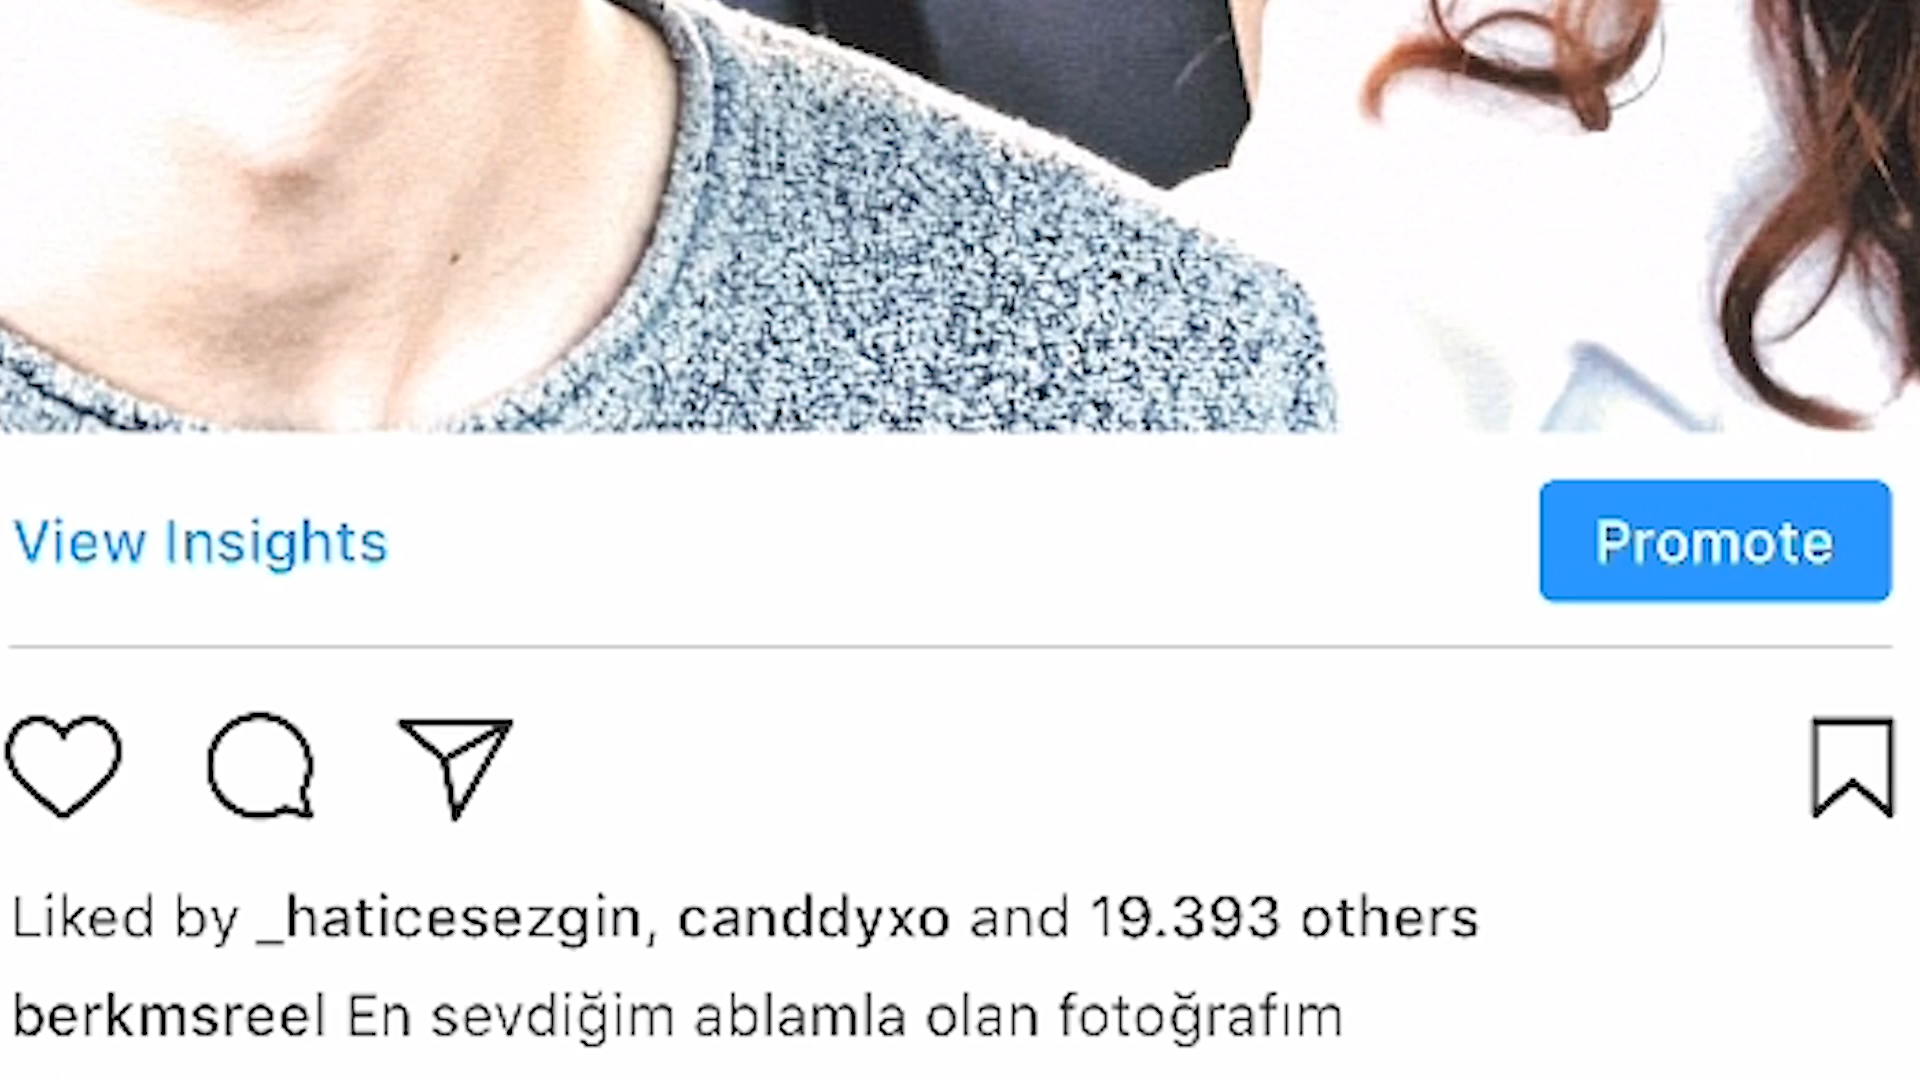 View Insights
Promote
Liked by _haticesezgin, canddyxo and 19.393 others
berkmsreel En sevdiğim ablamla olan fotoğrafım